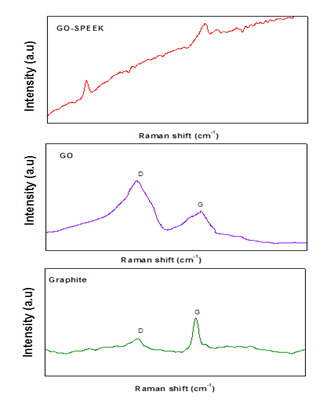 GO-SPEEK
Intensity (a.u)
Raman shift (cm⁻¹)
GO
D
G
Intensity (a.u)
Raman shift (cm⁻¹)
Graphite
G
D
Intensity (a.u)
Raman shift (cm⁻¹)